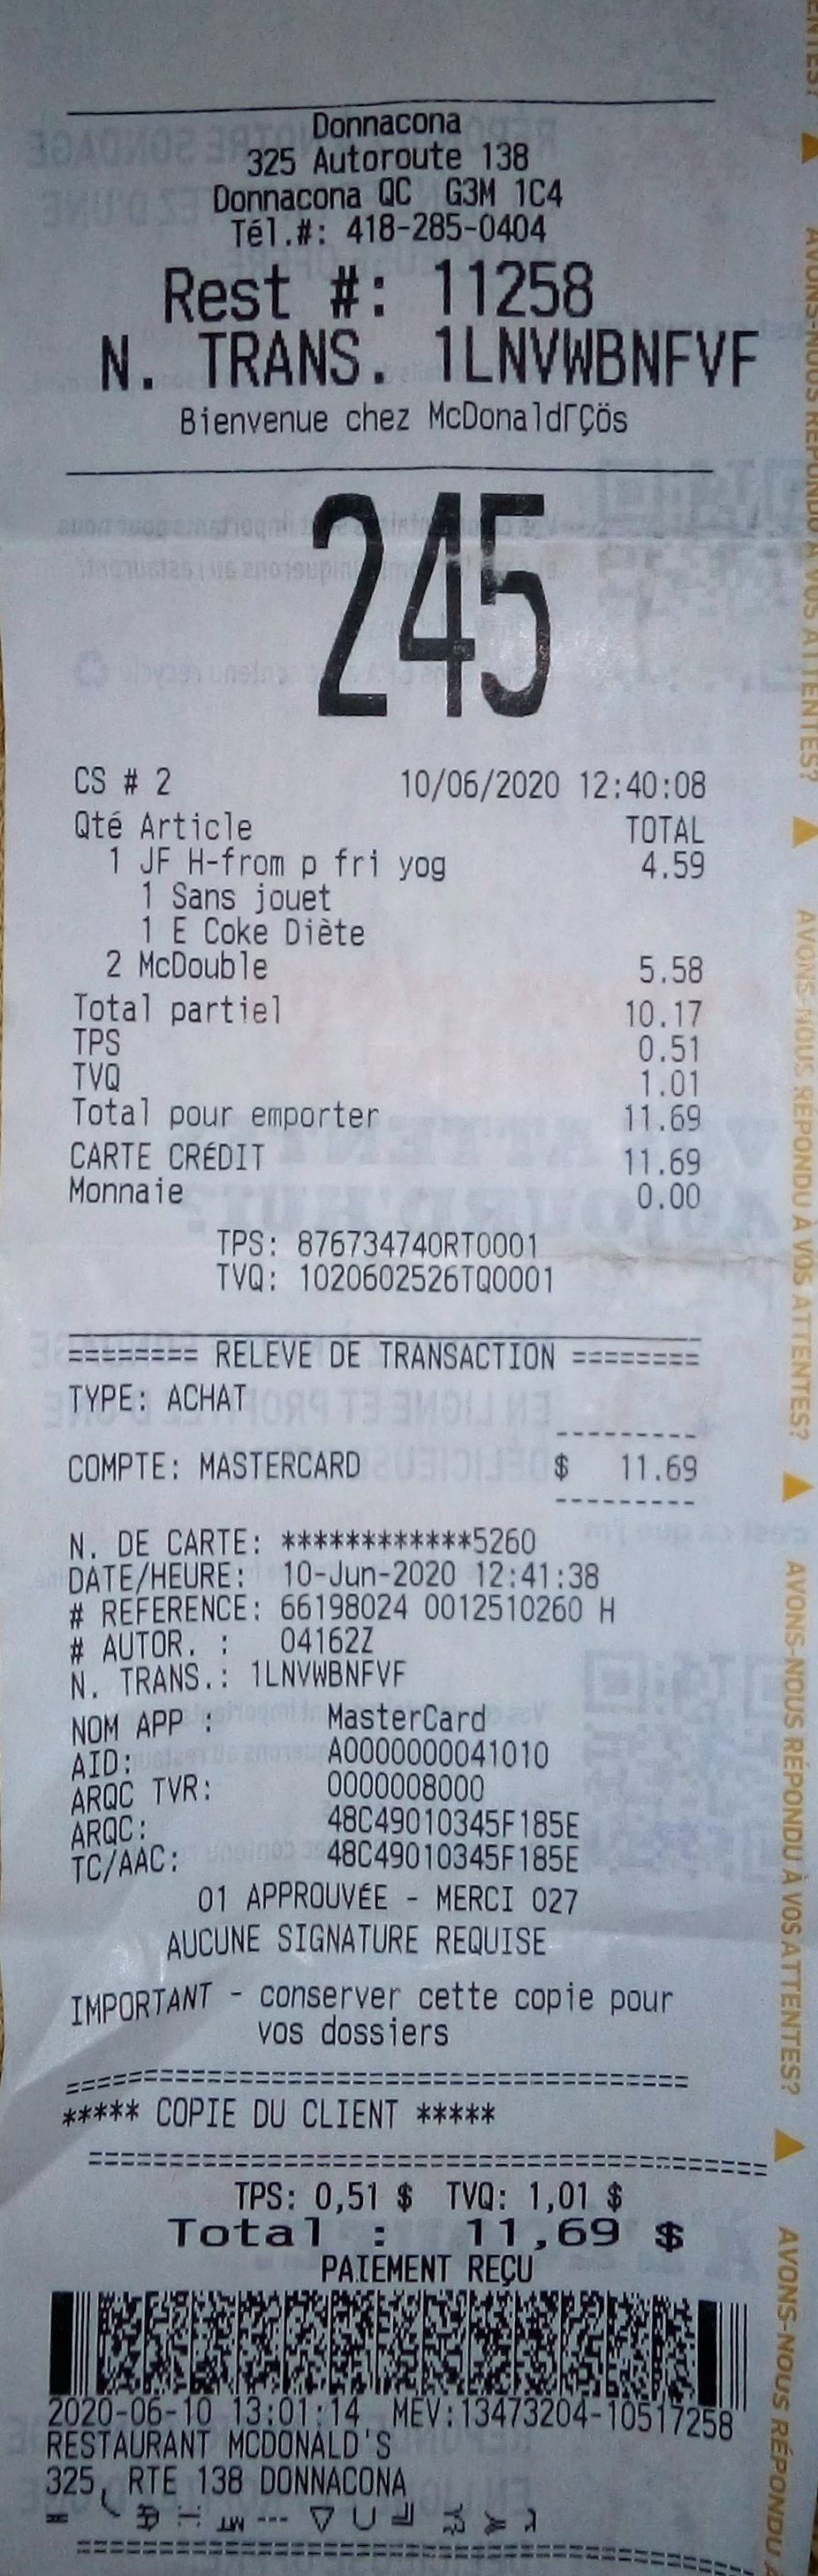 Donnacona
325 Autoroute 138
Donnacona QC G3M 1C4
Tél.#: 418-285-0404
Rest #: 11258
N. TRANS. 1LNVWBNFVF
Bienvenue chez McDonaldΓÇös
245
CS # 2 10/06/2020 12:40:08
Qté Article TOTAL
1 JF H-from p fri yog 4.59
1 Sans jouet
1 E Coke Diète
2 McDouble 5.58
Total partiel 10.17
TPS 0.51
TVQ 1.01
Total pour emporter 11.69
CARTE CRÉDIT 11.69
Monnaie 0.00
TPS: 876734740RT0001
TVQ: 1020602526TQ0001
======== RELEVE DE TRANSACTION ========
TYPE: ACHAT
---------
COMPTE: MASTERCARD $ 11.69
---------
N. DE CARTE: ************5260
DATE/HEURE: 10-Jun-2020 12:41:38
# REFERENCE: 66198024 0012510260 H
# AUTOR. : 04162Z
N. TRANS.: 1LNVWBNFVF
NOM APP : MasterCard
AID: A0000000041010
ARQC TVR: 0000008000
ARQC: 48C49010345F185E
TC/AAC: 48C49010345F185E
01 APPROUVÉE - MERCI 027
AUCUNE SIGNATURE REQUISE
IMPORTANT - conserver cette copie pour
vos dossiers
=======================================
***** COPIE DU CLIENT *****
=======================================
TPS: 0,51 $ TVQ: 1,01 $
Total : 11,69 $
PAIEMENT REÇU
2020-06-10 13:01:14 MEV:13473204-10517258
RESTAURANT MCDONALD'S
325, RTE 138 DONNACONA
AVONS-NOUS RÉPONDU À VOS ATTENTES?
AVONS-NOUS RÉPONDU À VOS ATTENTES?
AVONS-NOUS RÉPONDU À VOS ATTENTES?
AVONS-NOUS RÉPONDU